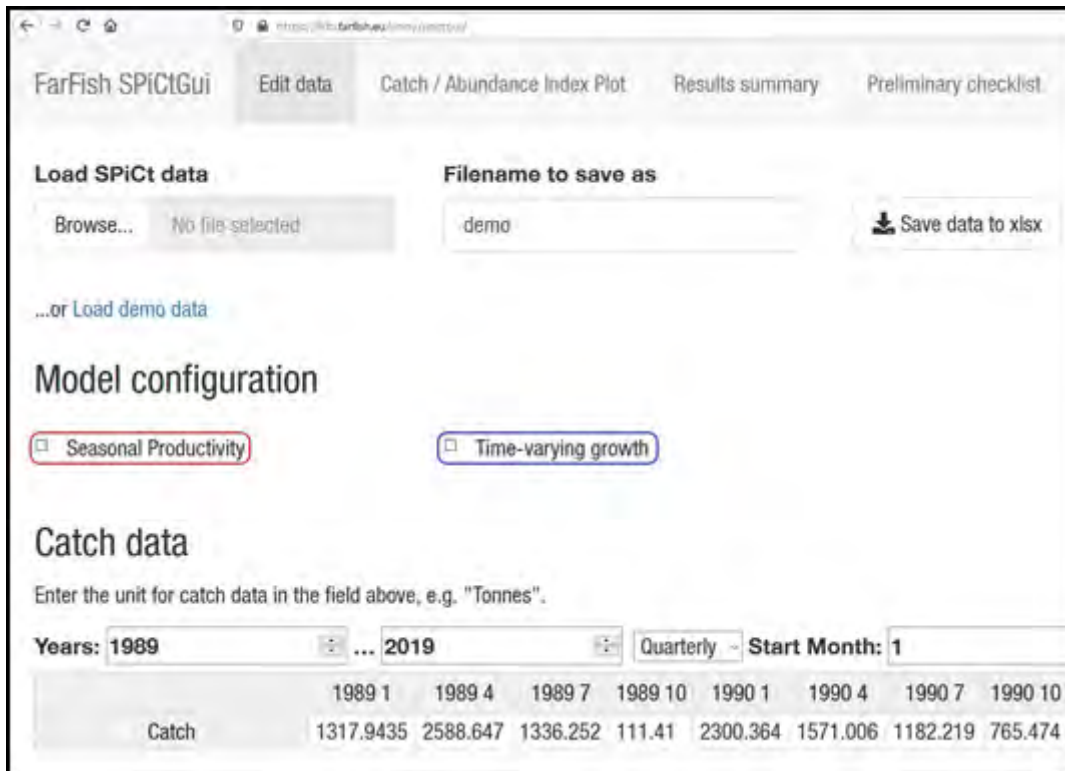 FarFish SPiCtGui Edit data Catch / Abundance Index Plot Results summary Preliminary checklist
Load SPiCt data Filename to save as
Browse... No file selected demo Save data to xlsx
...or Load demo data
Model configuration
Seasonal Productivity Time-varying growth
Catch data
Enter the unit for catch data in the field above, e.g. "Tonnes".
Years: 1989 ... 2019 Quarterly Start Month: 1
1989 1 1989 4 1989 7 1989 10 1990 1 1990 4 1990 7 1990 10
Catch 1317.9435 2588.647 1336.252 111.41 2300.364 1571.006 1182.219 765.474